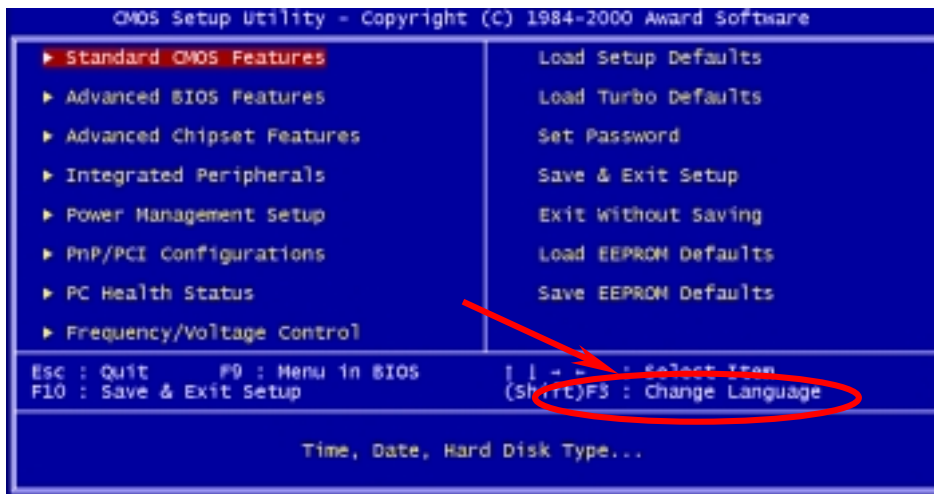 CMOS Setup Utility - Copyright (C) 1984-2000 Award Software
Standard CMOS Features
Advanced BIOS Features
Advanced Chipset Features
Integrated Peripherals
Power Management Setup
PnP/PCI Configurations
PC Health Status
Frequency/Voltage Control
Load Setup Defaults
Load Turbo Defaults
Set Password
Save & Exit Setup
Exit Without Saving
Load EEPROM Defaults
Save EEPROM Defaults
Esc : Quit F9 : Menu in BIOS ↑ ↓ → ← : Select Item
F10 : Save & Exit Setup (Shift)F3 : Change Language
Time, Date, Hard Disk Type...